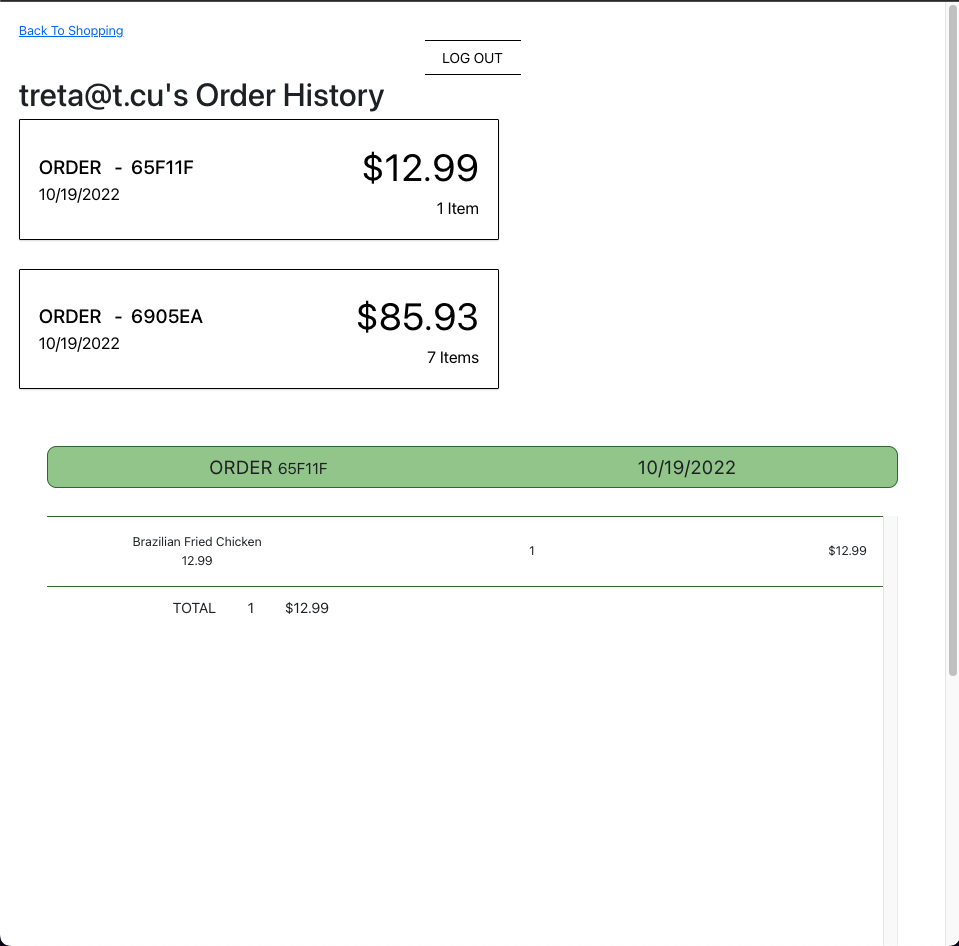 Back To Shopping
LOG OUT
treta@t.cu's Order History
ORDER - 65F11F
10/19/2022
$12.99
1 Item
ORDER - 6905EA
10/19/2022
$85.93
7 Items
ORDER 65F11F 10/19/2022
Brazilian Fried Chicken
12.99
1
$12.99
TOTAL 1 $12.99